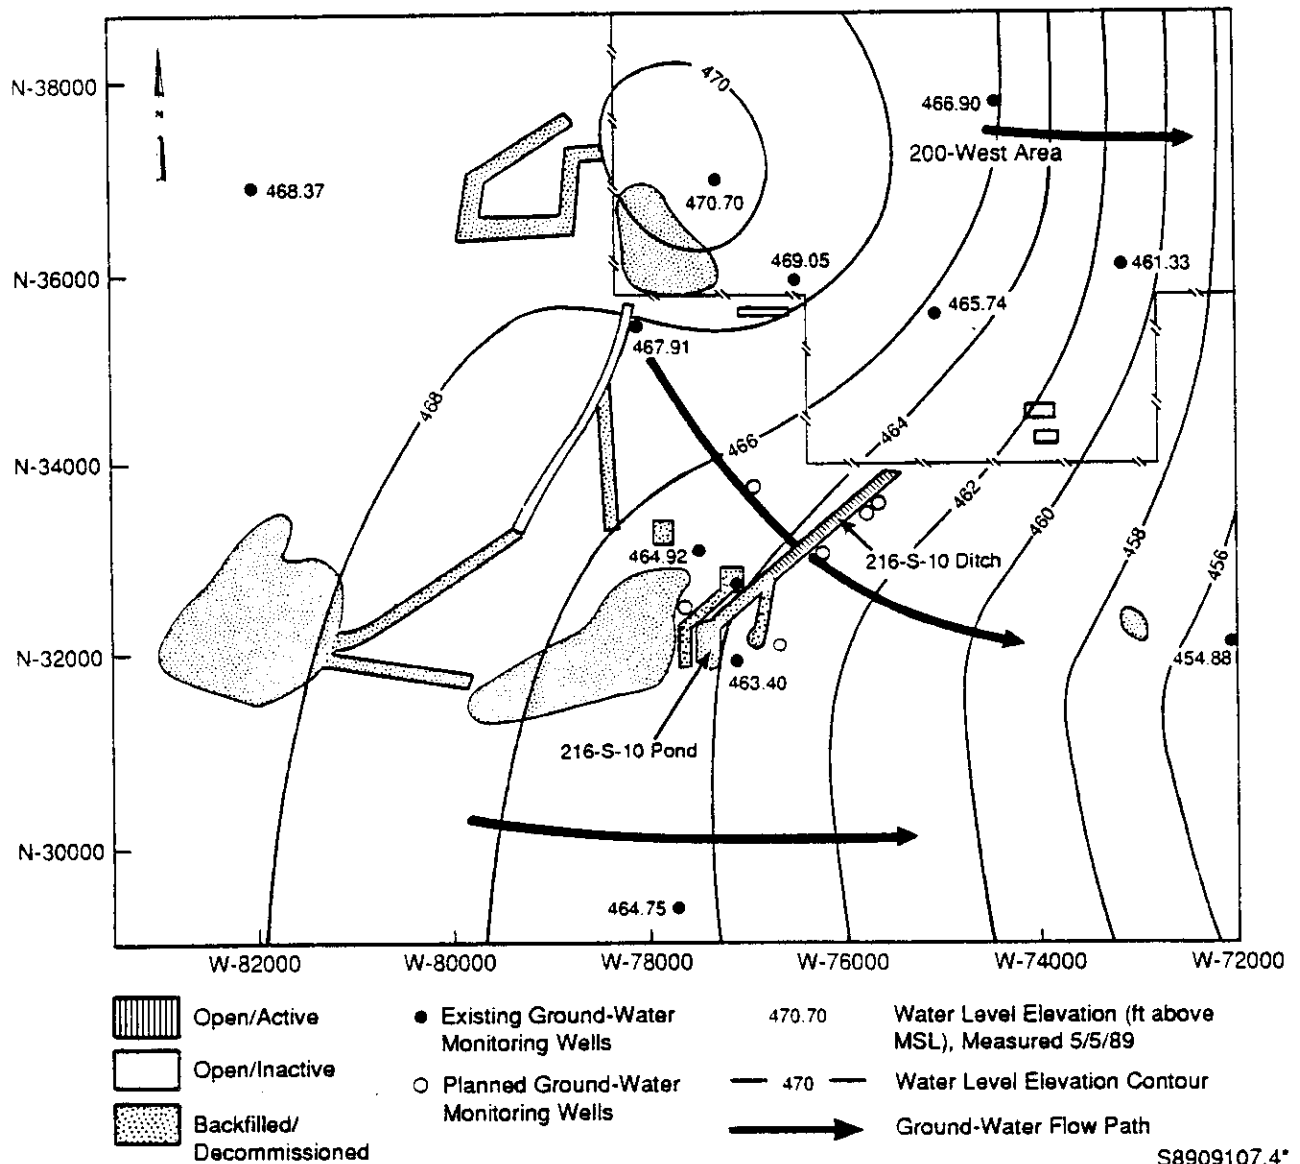 N-38000
N-36000
N-34000
N-32000
N-30000
N
470
466.90
200-West Area
468.37
470.70
469.05
461.33
465.74
467.91
468
466
464
462
460
458
456
464.92
216-S-10 Ditch
463.40
454.88
216-S-10 Pond
464.75
W-82000
W-80000
W-78000
W-76000
W-74000
W-72000
Open/Active
Open/Inactive
Backfilled/
Decommissioned
Existing Ground-Water
Monitoring Wells
Planned Ground-Water
Monitoring Wells
470.70
Water Level Elevation (ft above
MSL), Measured 5/5/89
470
Water Level Elevation Contour
Ground-Water Flow Path
S8909107.4*